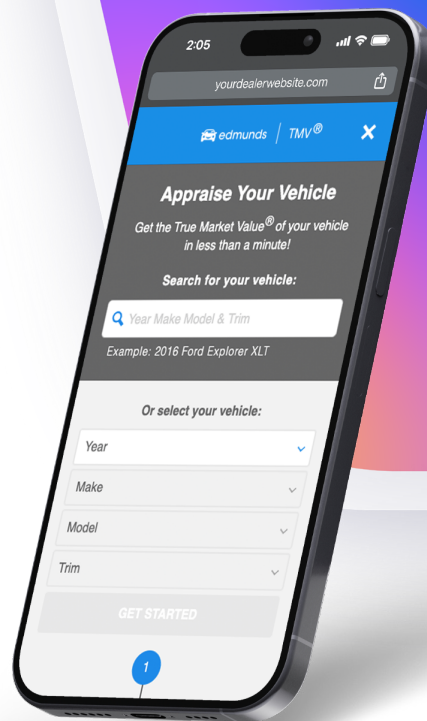 2:05
yourdealerwebsite.com
edmunds | TMV®
Appraise Your Vehicle
Get the True Market Value® of your vehicle
in less than a minute!
Search for your vehicle:
Year Make Model & Trim
Example: 2016 Ford Explorer XLT
Or select your vehicle:
Year
Make
Model
Trim
GET STARTED
1